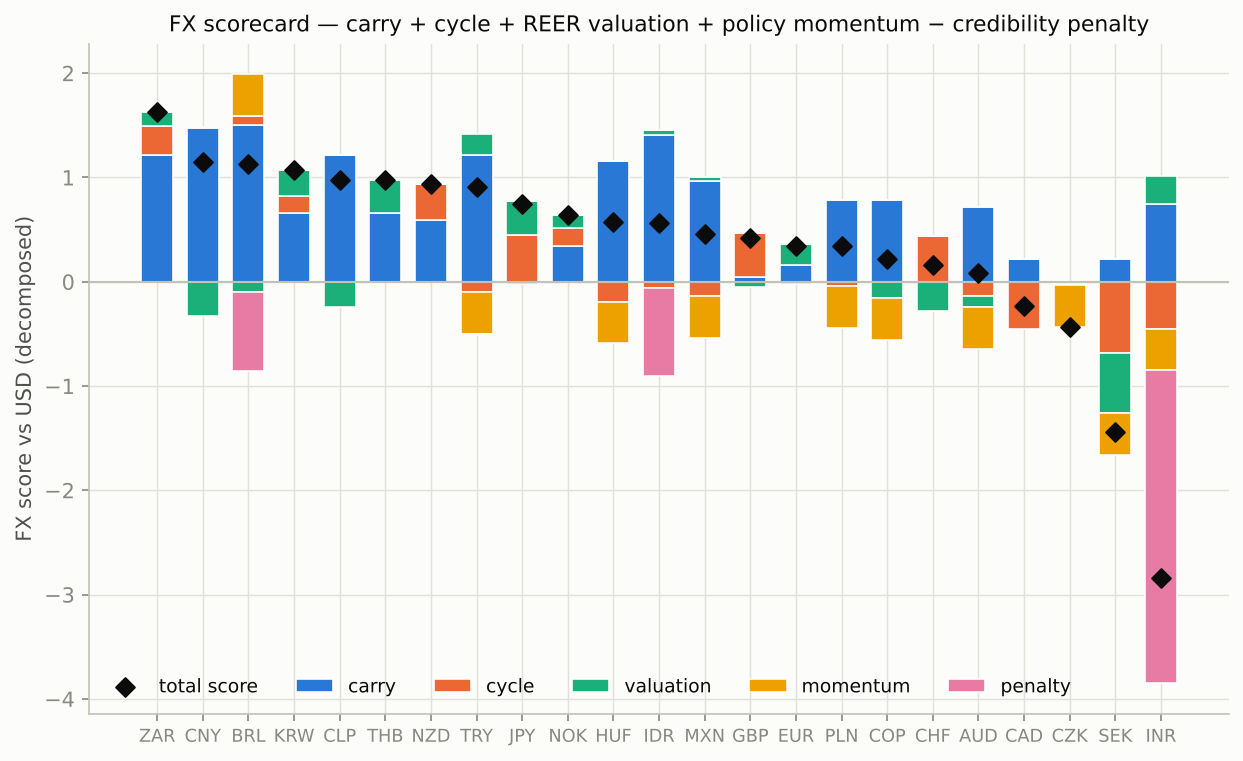 FX scorecard — carry + cycle + REER valuation + policy momentum − credibility penalty
FX score vs USD (decomposed)
2
1
0
−1
−2
−3
−4
total score carry cycle valuation momentum penalty
ZAR CNY BRL KRW CLP THB NZD TRY JPY NOK HUF IDR MXN GBP EUR PLN COP CHF AUD CAD CZK SEK INR